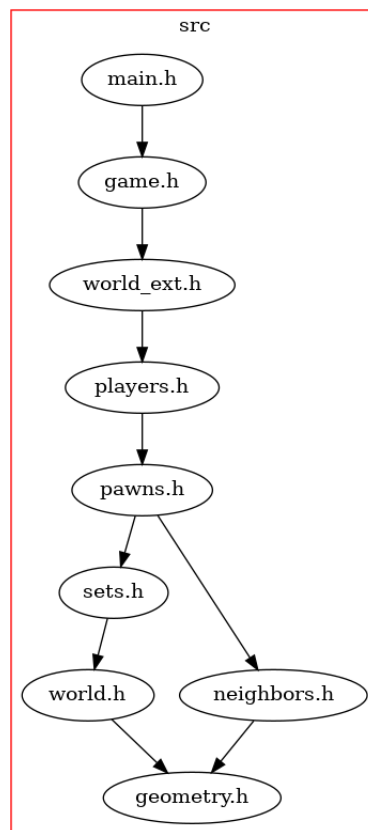 src
main.h
game.h
world_ext.h
players.h
pawns.h
sets.h
world.h
neighbors.h
geometry.h